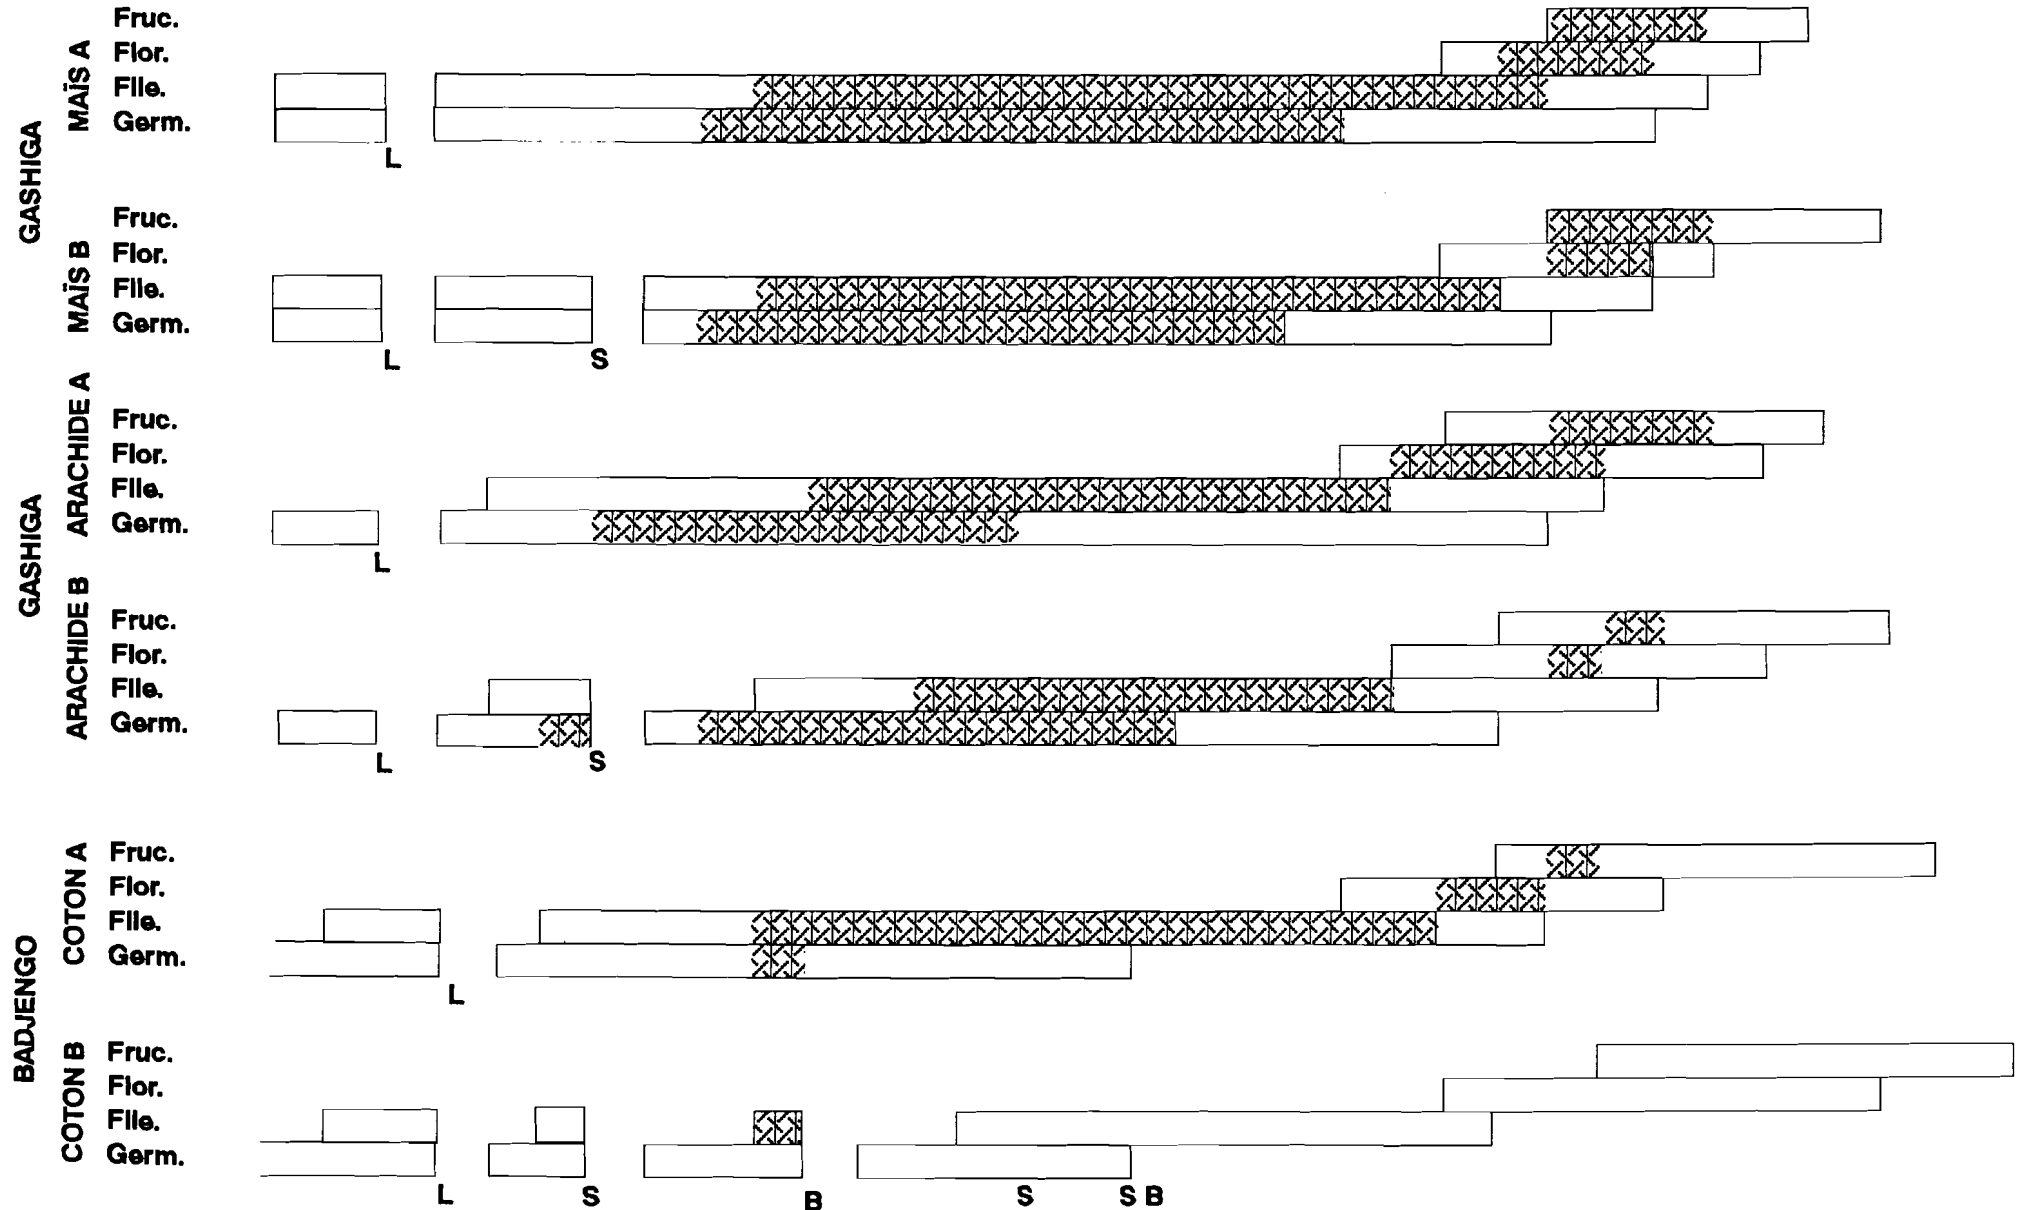 GASHIGA
MAÏS A
Fruc.
Flor.
Flle.
Germ.
L
MAÏS B
Fruc.
Flor.
Flle.
Germ.
L S
GASHIGA
ARACHIDE A
Fruc.
Flor.
Flle.
Germ.
L
ARACHIDE B
Fruc.
Flor.
Flle.
Germ.
L S
BADJENGO
COTON A
Fruc.
Flor.
Flle.
Germ.
L
COTON B
Fruc.
Flor.
Flle.
Germ.
L S B S S B